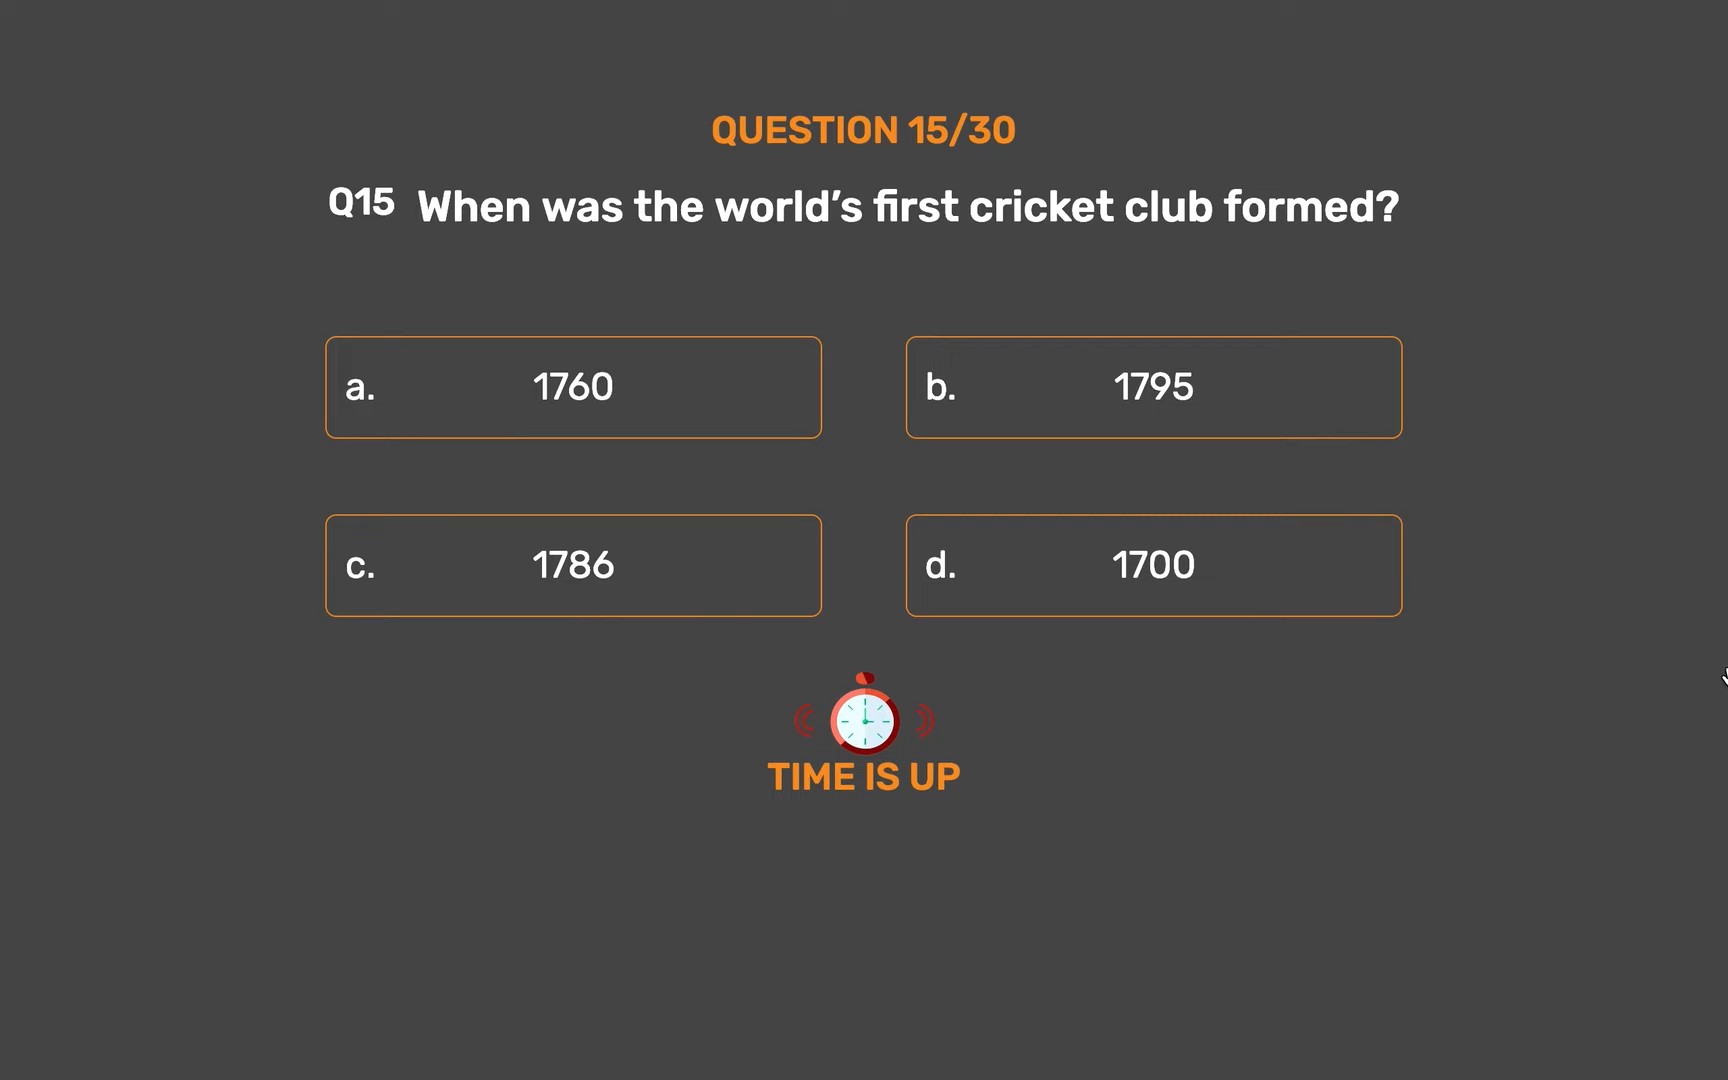 QUESTION 15/30
Q15 When was the world’s first cricket club formed?
a. 1760
b. 1795
c. 1786
d. 1700
TIME IS UP